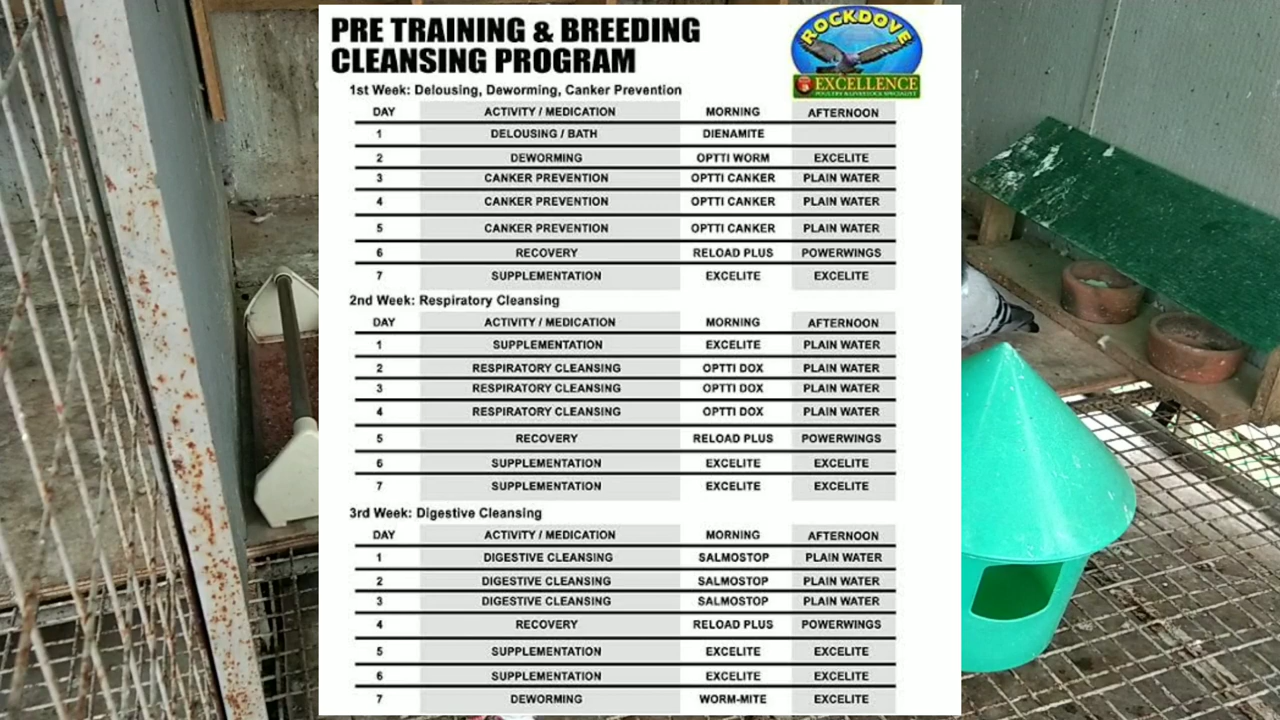 PRE TRAINING & BREEDING
CLEANSING PROGRAM
ROCKDOVE
EXCELLENCE
POULTRY & LIVESTOCK SPECIALIST
1st Week: Delousing, Deworming, Canker Prevention
DAY ACTIVITY / MEDICATION MORNING AFTERNOON
1 DELOUSING / BATH DIENAMITE
2 DEWORMING OPTTI WORM EXCELITE
3 CANKER PREVENTION OPTTI CANKER PLAIN WATER
4 CANKER PREVENTION OPTTI CANKER PLAIN WATER
5 CANKER PREVENTION OPTTI CANKER PLAIN WATER
6 RECOVERY RELOAD PLUS POWERWINGS
7 SUPPLEMENTATION EXCELITE EXCELITE
2nd Week: Respiratory Cleansing
DAY ACTIVITY / MEDICATION MORNING AFTERNOON
1 SUPPLEMENTATION EXCELITE PLAIN WATER
2 RESPIRATORY CLEANSING OPTTI DOX PLAIN WATER
3 RESPIRATORY CLEANSING OPTTI DOX PLAIN WATER
4 RESPIRATORY CLEANSING OPTTI DOX PLAIN WATER
5 RECOVERY RELOAD PLUS POWERWINGS
6 SUPPLEMENTATION EXCELITE EXCELITE
7 SUPPLEMENTATION EXCELITE EXCELITE
3rd Week: Digestive Cleansing
DAY ACTIVITY / MEDICATION MORNING AFTERNOON
1 DIGESTIVE CLEANSING SALMOSTOP PLAIN WATER
2 DIGESTIVE CLEANSING SALMOSTOP PLAIN WATER
3 DIGESTIVE CLEANSING SALMOSTOP PLAIN WATER
4 RECOVERY RELOAD PLUS POWERWINGS
5 SUPPLEMENTATION EXCELITE EXCELITE
6 SUPPLEMENTATION EXCELITE EXCELITE
7 DEWORMING WORM-MITE EXCELITE